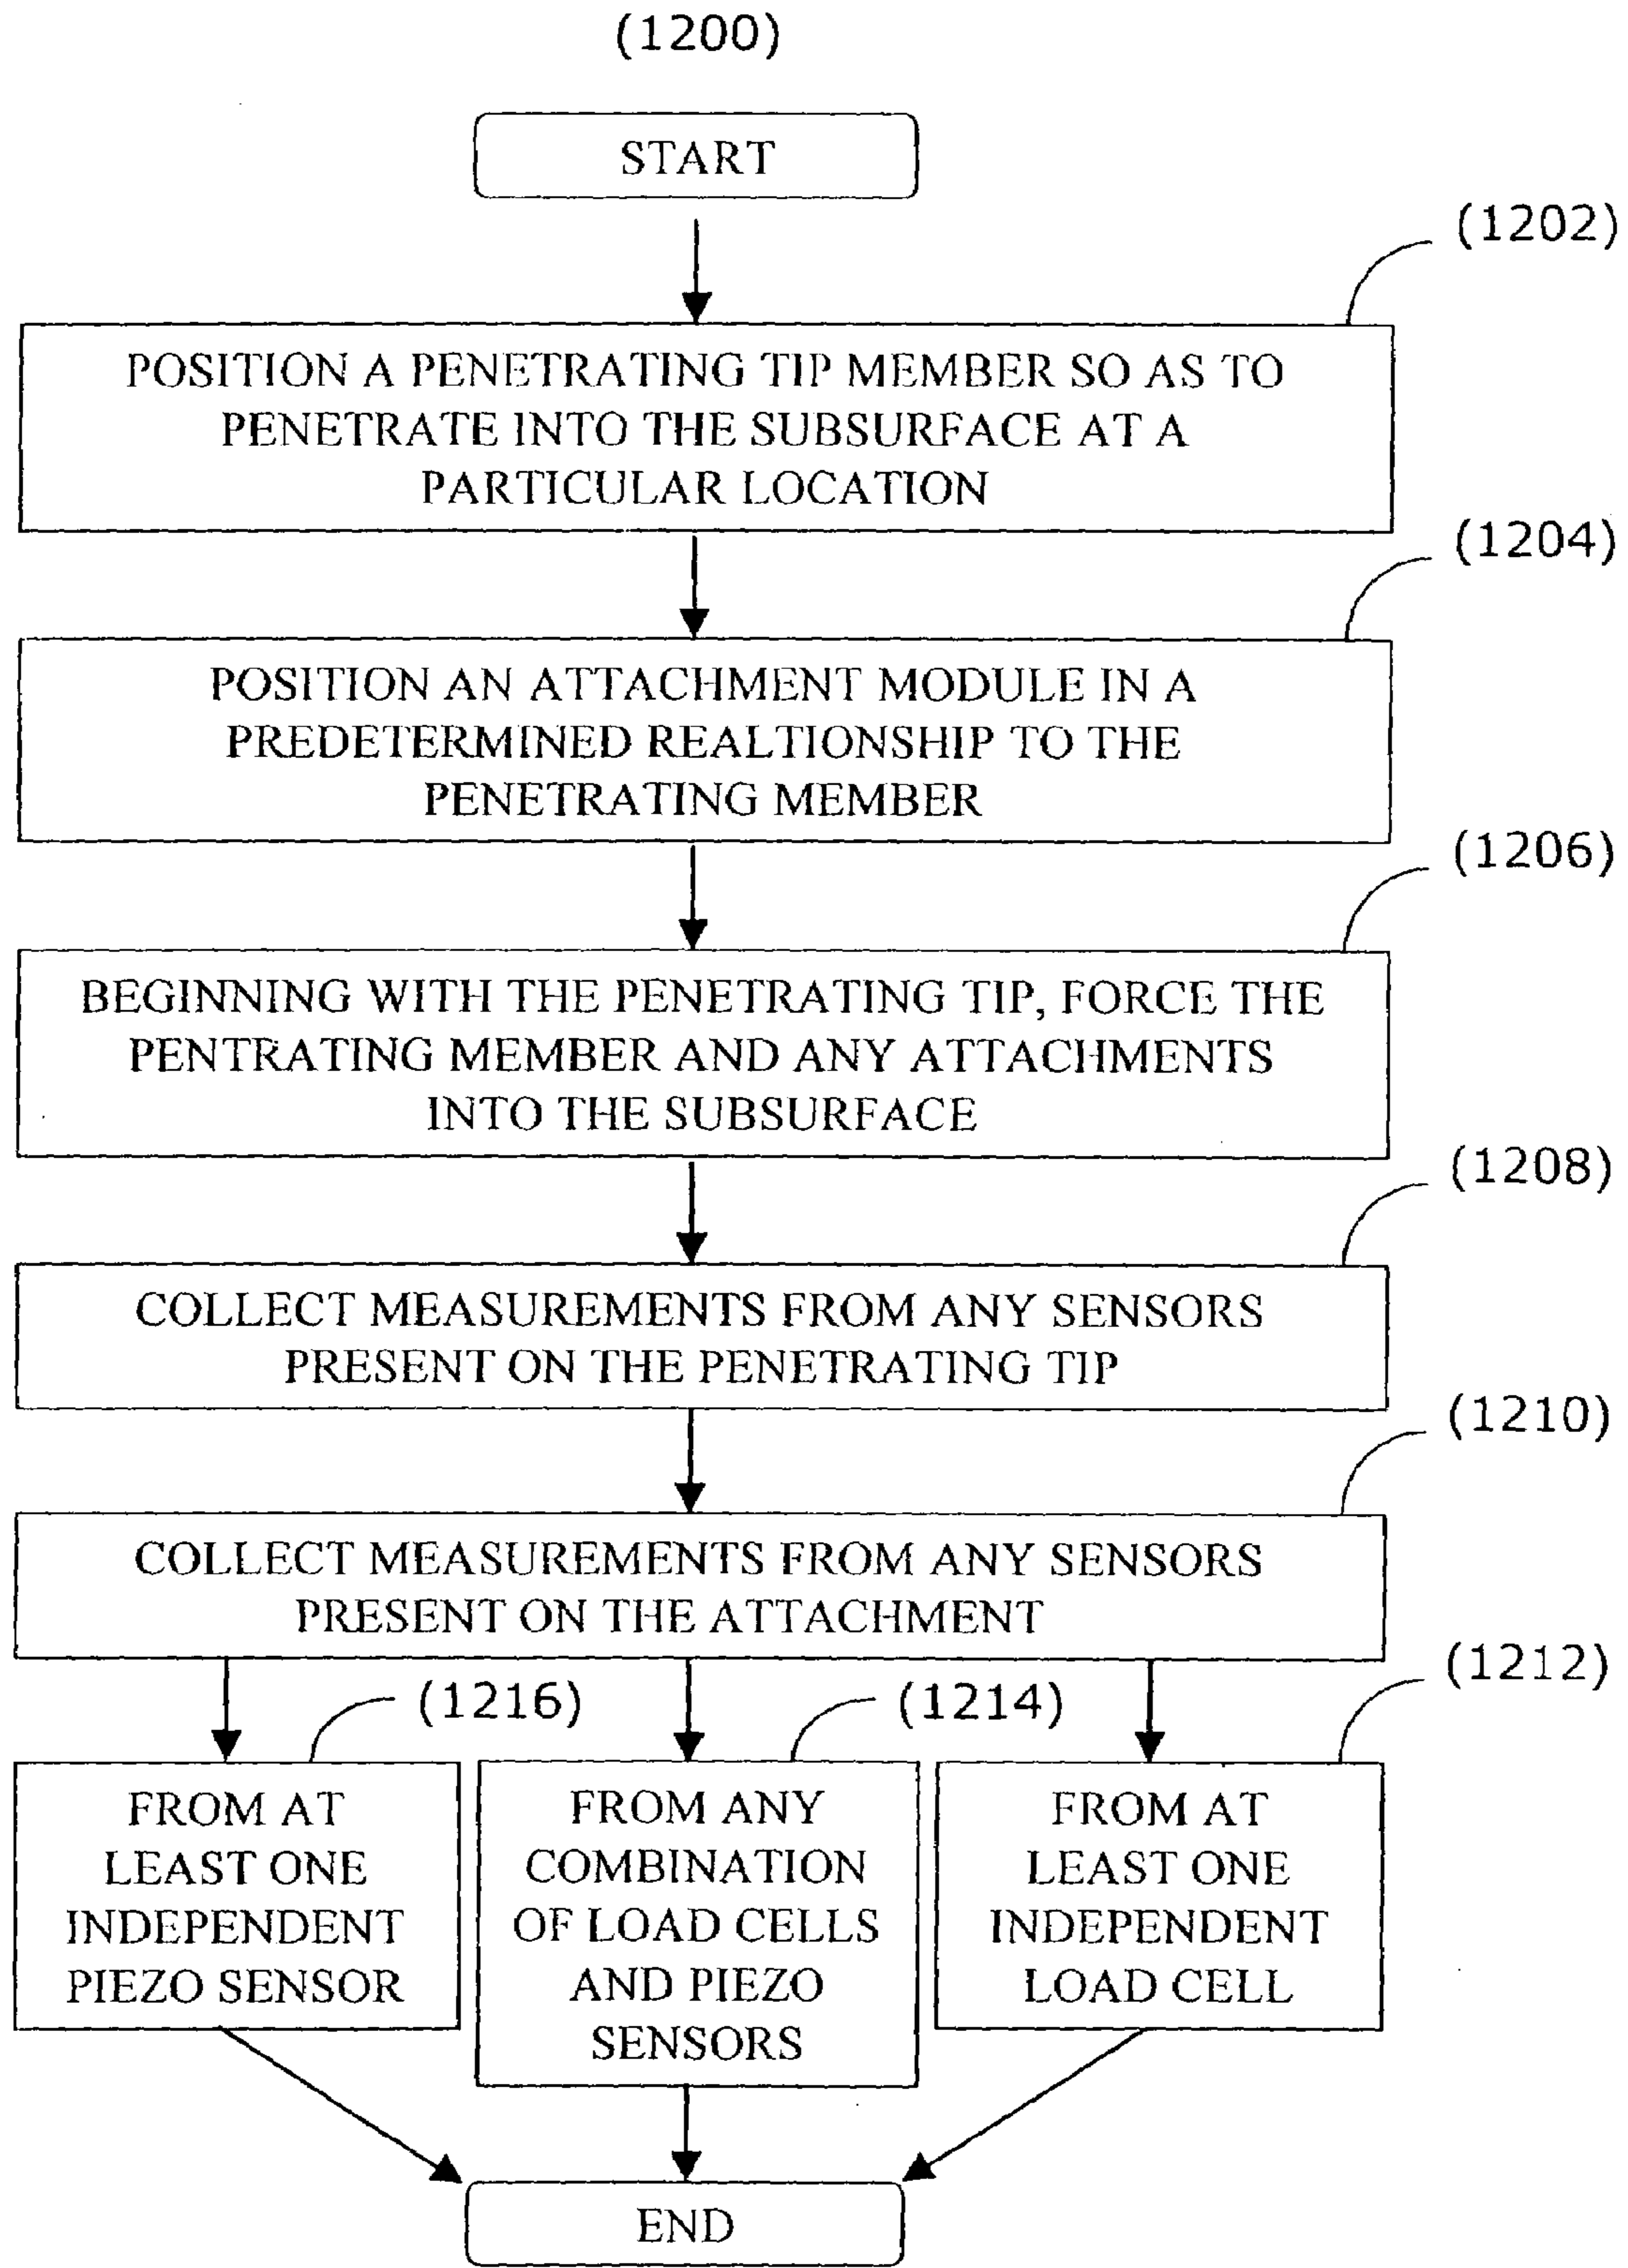 (1200)
START
(1202)
POSITION A PENETRATING TIP MEMBER SO AS TO
PENETRATE INTO THE SUBSURFACE AT A
PARTICULAR LOCATION
(1204)
POSITION AN ATTACHMENT MODULE IN A
PREDETERMINED REALTIONSHIP TO THE
PENETRATING MEMBER
(1206)
BEGINNING WITH THE PENETRATING TIP, FORCE THE
PENTRATING MEMBER AND ANY ATTACHMENTS
INTO THE SUBSURFACE
(1208)
COLLECT MEASUREMENTS FROM ANY SENSORS
PRESENT ON THE PENETRATING TIP
(1210)
COLLECT MEASUREMENTS FROM ANY SENSORS
PRESENT ON THE ATTACHMENT
(1216)
FROM AT
LEAST ONE
INDEPENDENT
PIEZO SENSOR
(1214)
FROM ANY
COMBINATION
OF LOAD CELLS
AND PIEZO
SENSORS
(1212)
FROM AT
LEAST ONE
INDEPENDENT
LOAD CELL
END